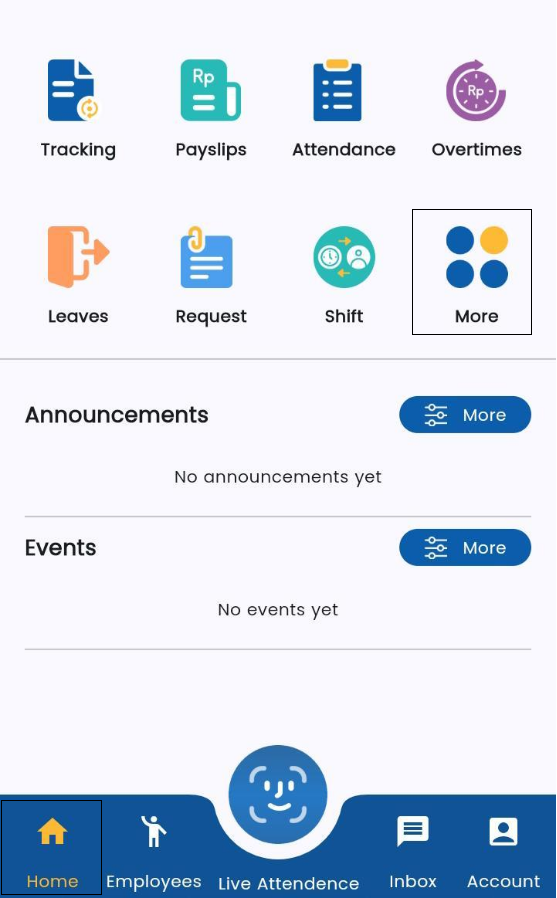 Rp
Rp
Tracking Payslips Attendance Overtimes
Leaves Request Shift More
Announcements More
No announcements yet
Events More
No events yet
Home Employees Live Attendence Inbox Account